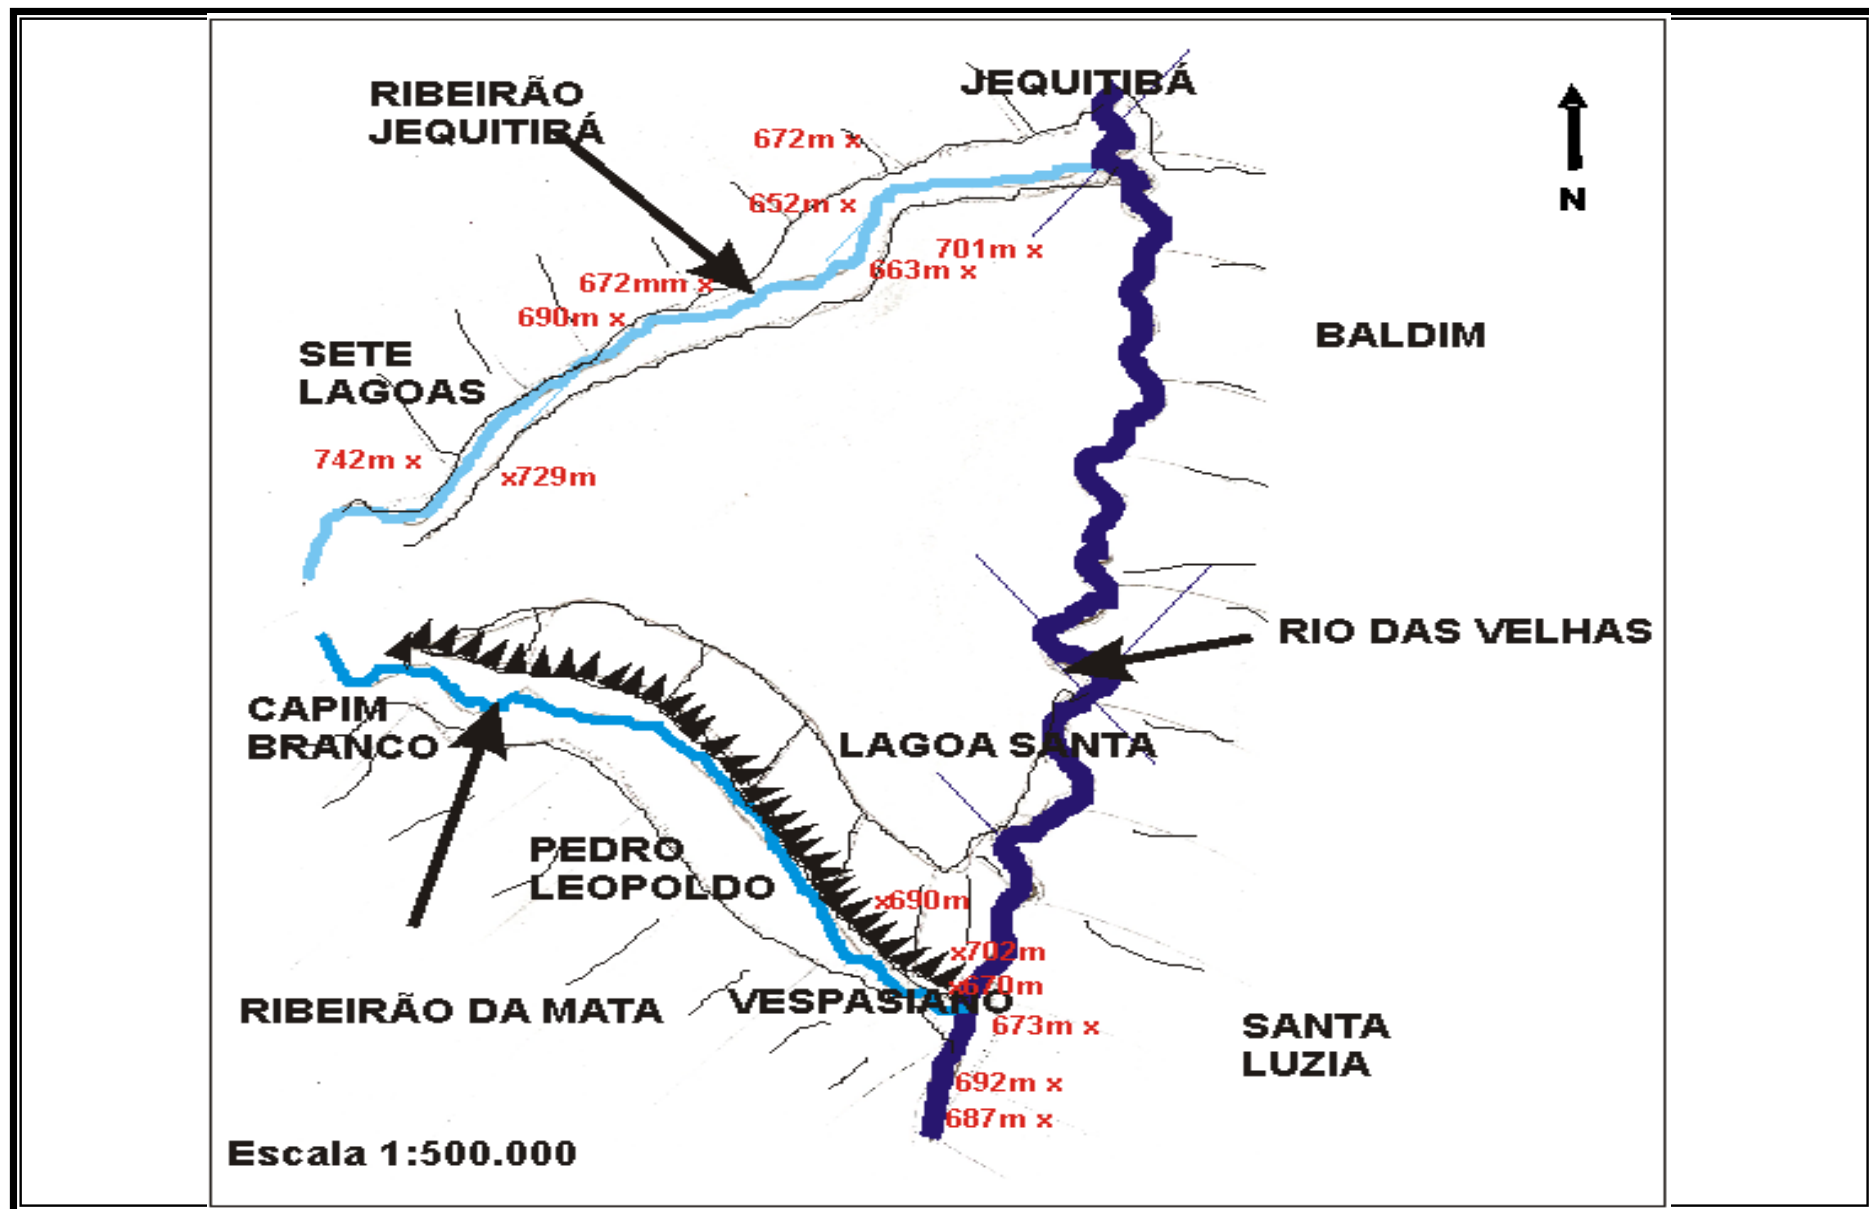 JEQUITIBÁ
RIBEIRÃO
JEQUITIBÁ
672m x
N
652m x
701m x
663m x
672mm x
690m x
BALDIM
SETE
LAGOAS
742m x
x729m
RIO DAS VELHAS
CAPIM
BRANCO
LAGOA SANTA
PEDRO
LEOPOLDO
x690m
x702m
x670m
VESPASIANO
RIBEIRÃO DA MATA
673m x
SANTA
LUZIA
692m x
687m x
Escala 1:500.000